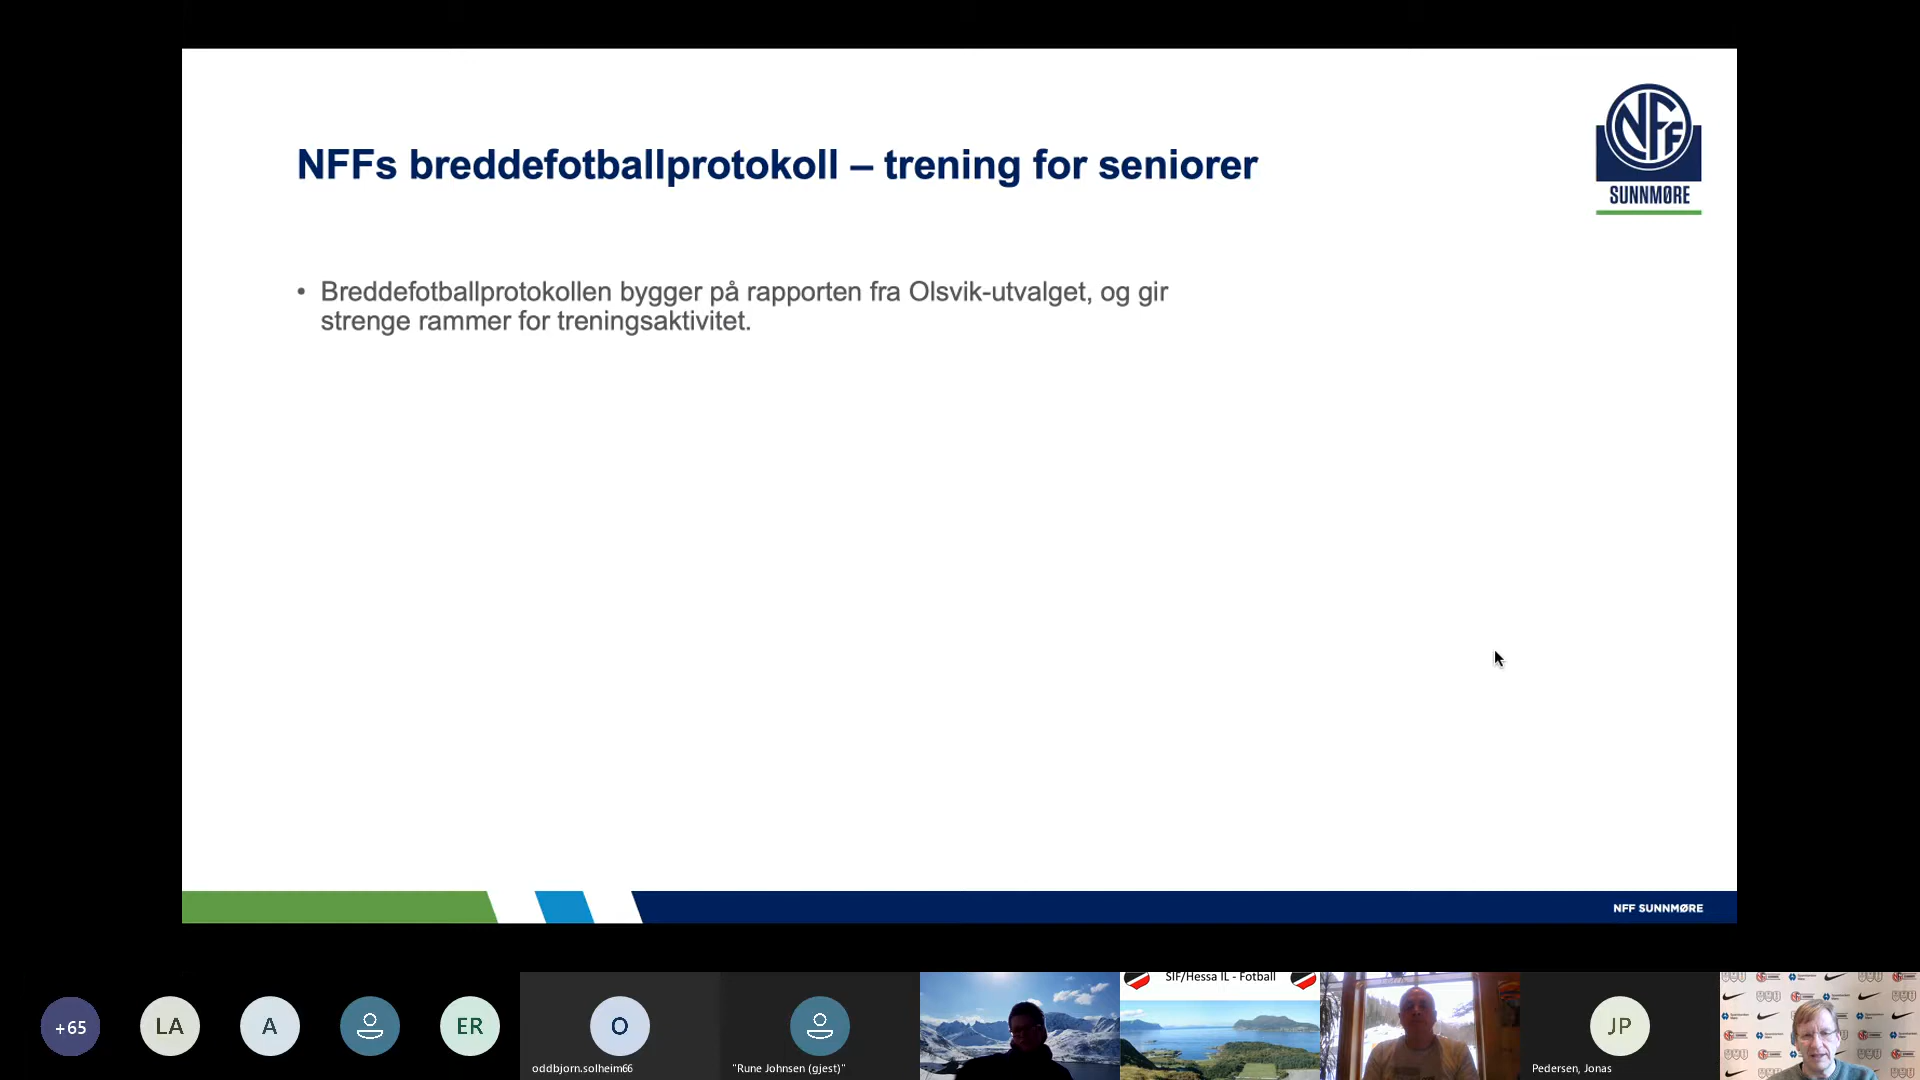 NFFs breddefotballprotokoll – trening for seniorer
NFF
SUNNMØRE
• Breddefotballprotokollen bygger på rapporten fra Olsvik-utvalget, og gir
strenge rammer for treningsaktivitet.
NFF SUNNMØRE
SIF/Hessa IL - Fotball
+65
LA
A
ER
O
JP
oddbjorn.solheim66
"Rune Johnsen (gjest)"
Pedersen, Jonas